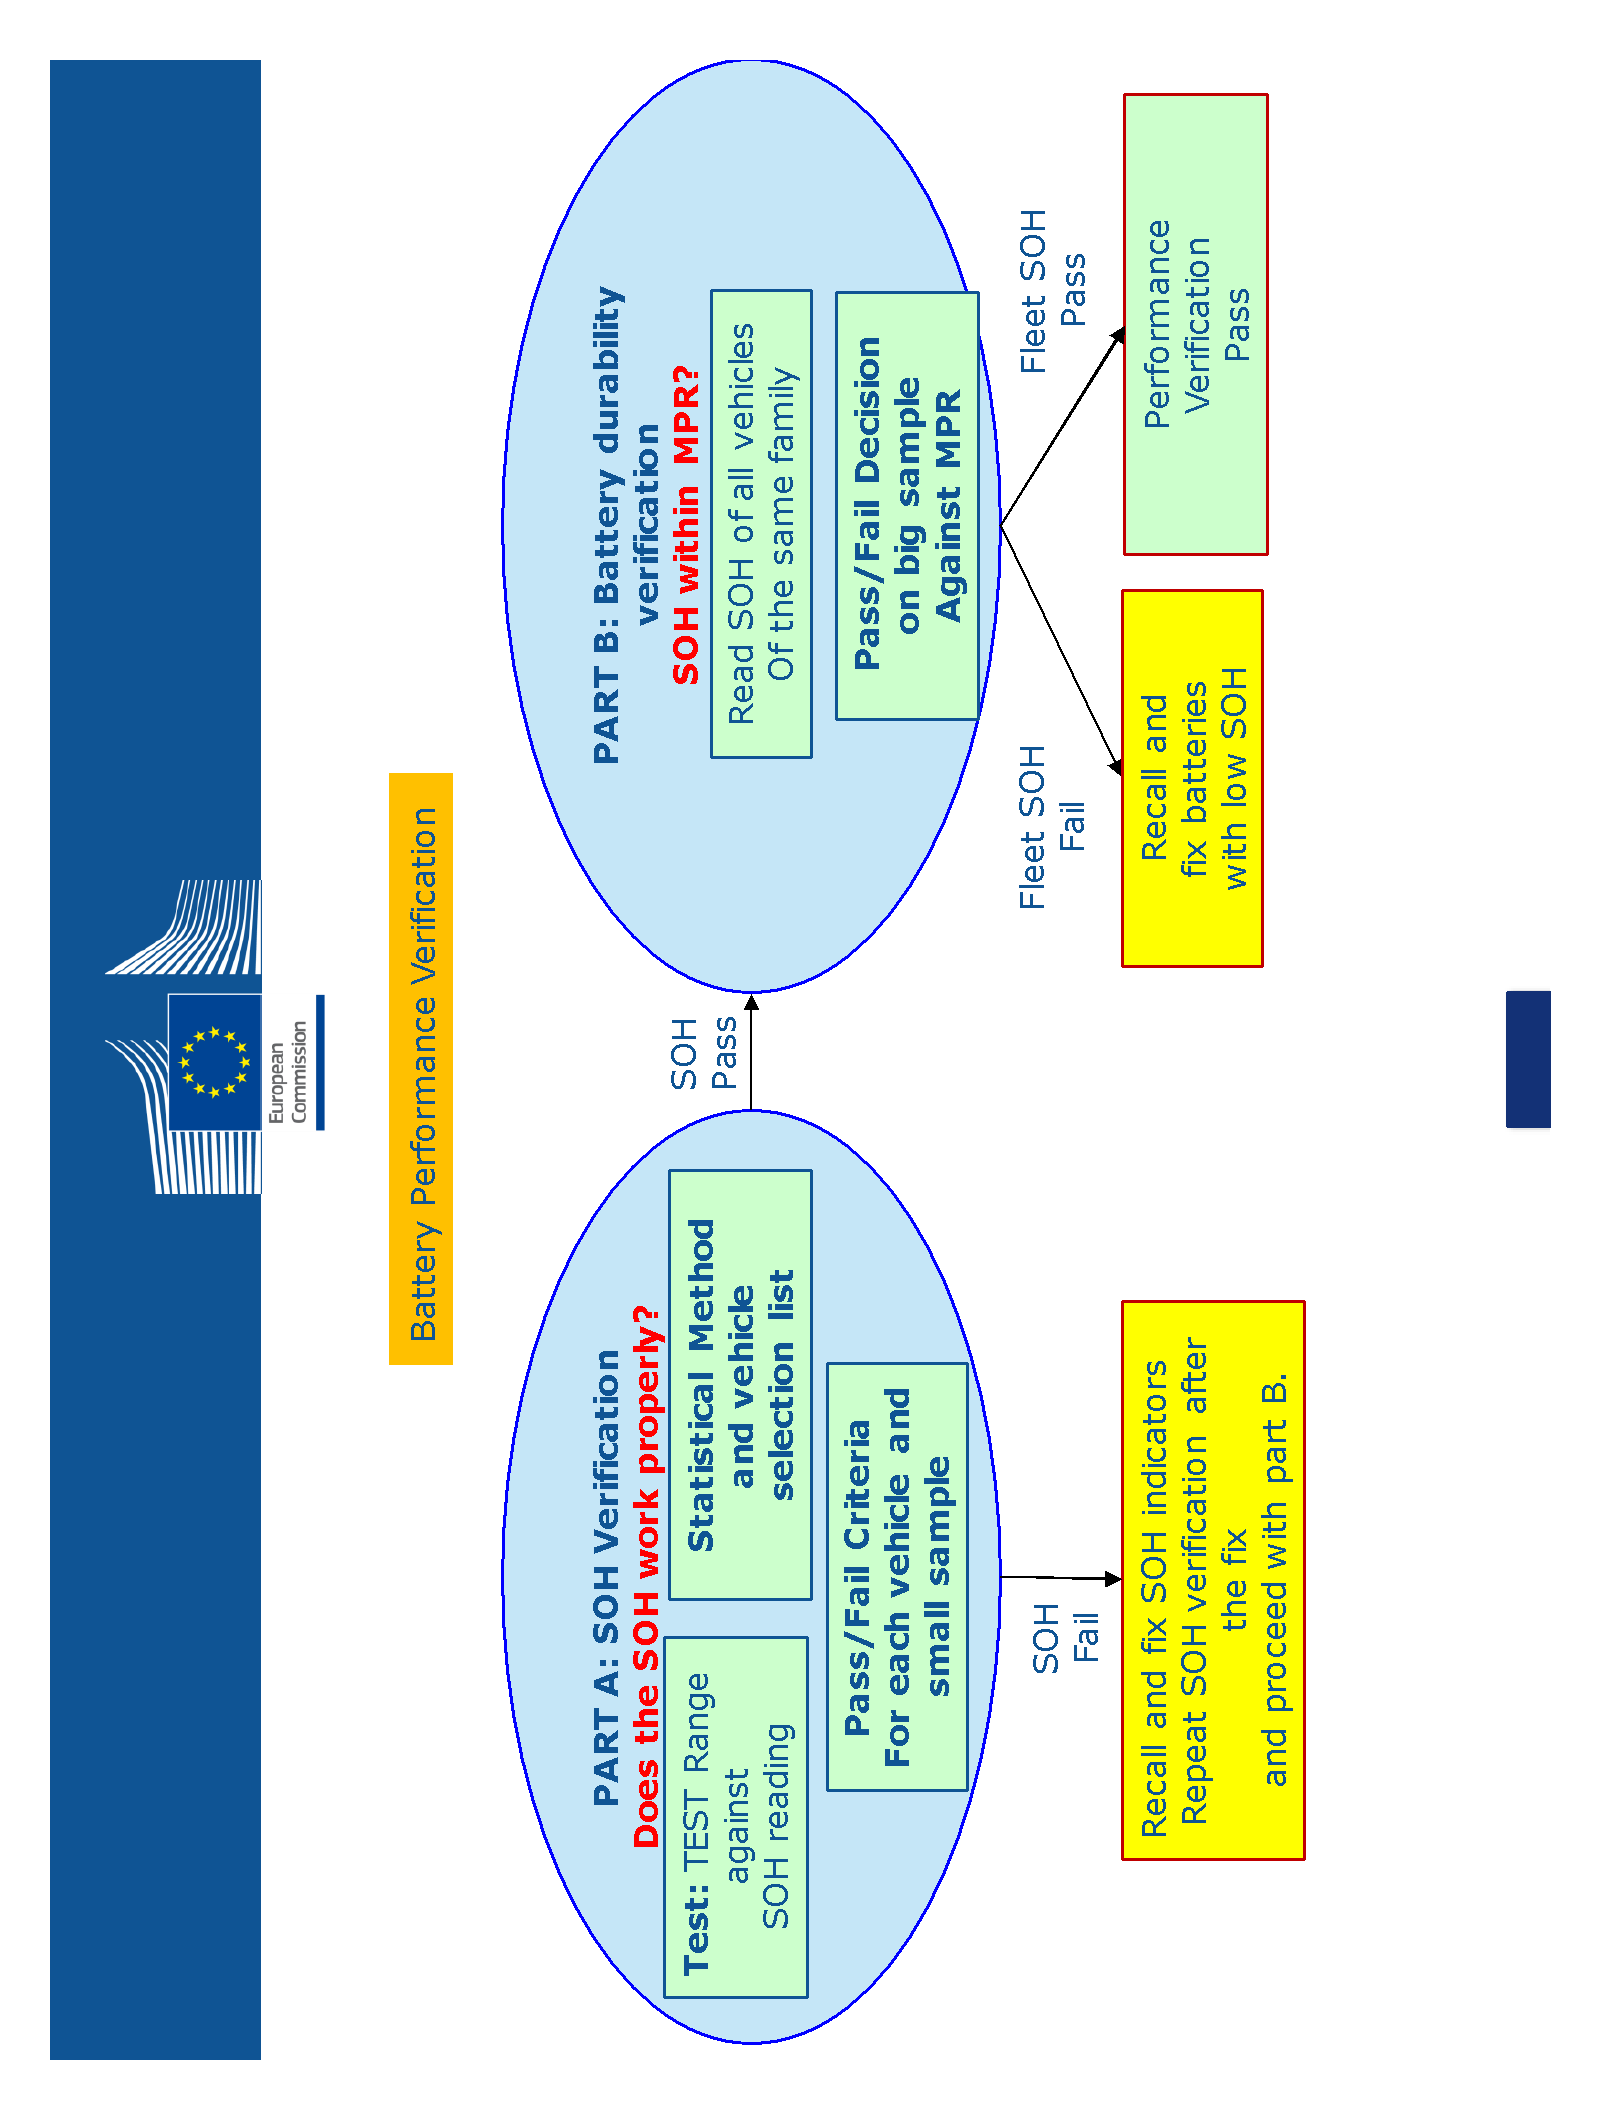 European
Commission
Battery Performance Verification
PART A: SOH Verification
Does the SOH work properly?
Test: TEST Range
against
SOH reading
Statistical Method
and vehicle
selection list
Pass/Fail Criteria
For each vehicle and
small sample
SOH
Pass
SOH
Fail
Recall and fix SOH indicators
Repeat SOH verification after
the fix
and proceed with part B.
PART B: Battery durability
verification
SOH within MPR?
Read SOH of all vehicles
Of the same family
Pass/Fail Decision
on big sample
Against MPR
Fleet SOH
Fail
Fleet SOH
Pass
Recall and
fix batteries
with low SOH
Performance
Verification
Pass